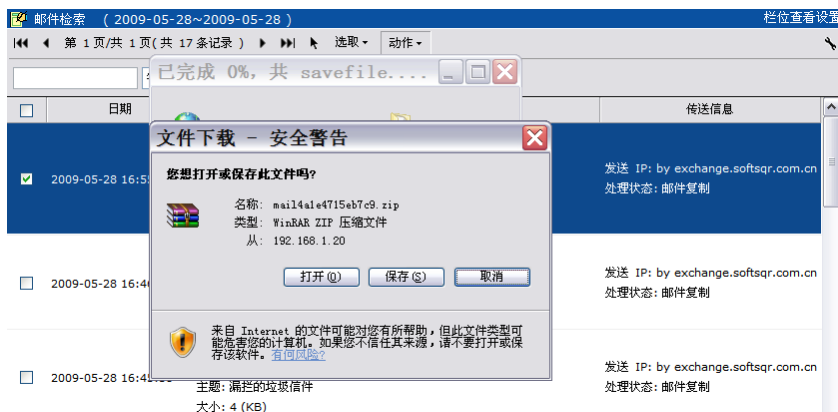 邮件检索 （2009-05-28~2009-05-28）
栏位查看设置
第 1页/共 1页(共 17条记录 )
选取
动作
已完成 0%，共 savefile....
日期
传送信息
文件下载 - 安全警告
您想打开或保存此文件吗?
名称: mail4a1e4715eb7c9.zip
类型: WinRAR ZIP 压缩文件
从: 192.168.1.20
打开(O)
保存(S)
取消
来自 Internet 的文件可能对您有所帮助，但此文件类型可
能危害您的计算机。如果您不信任其来源，请不要打开或保
存该软件。有何风险?
2009-05-28 16:5
发送 IP: by exchange.softsqr.com.cn
处理状态: 邮件复制
2009-05-28 16:4
发送 IP: by exchange.softsqr.com.cn
处理状态: 邮件复制
2009-05-28 16:4
主题: 漏拦的垃圾信件
大小: 4 (KB)
发送 IP: by exchange.softsqr.com.cn
处理状态: 邮件复制